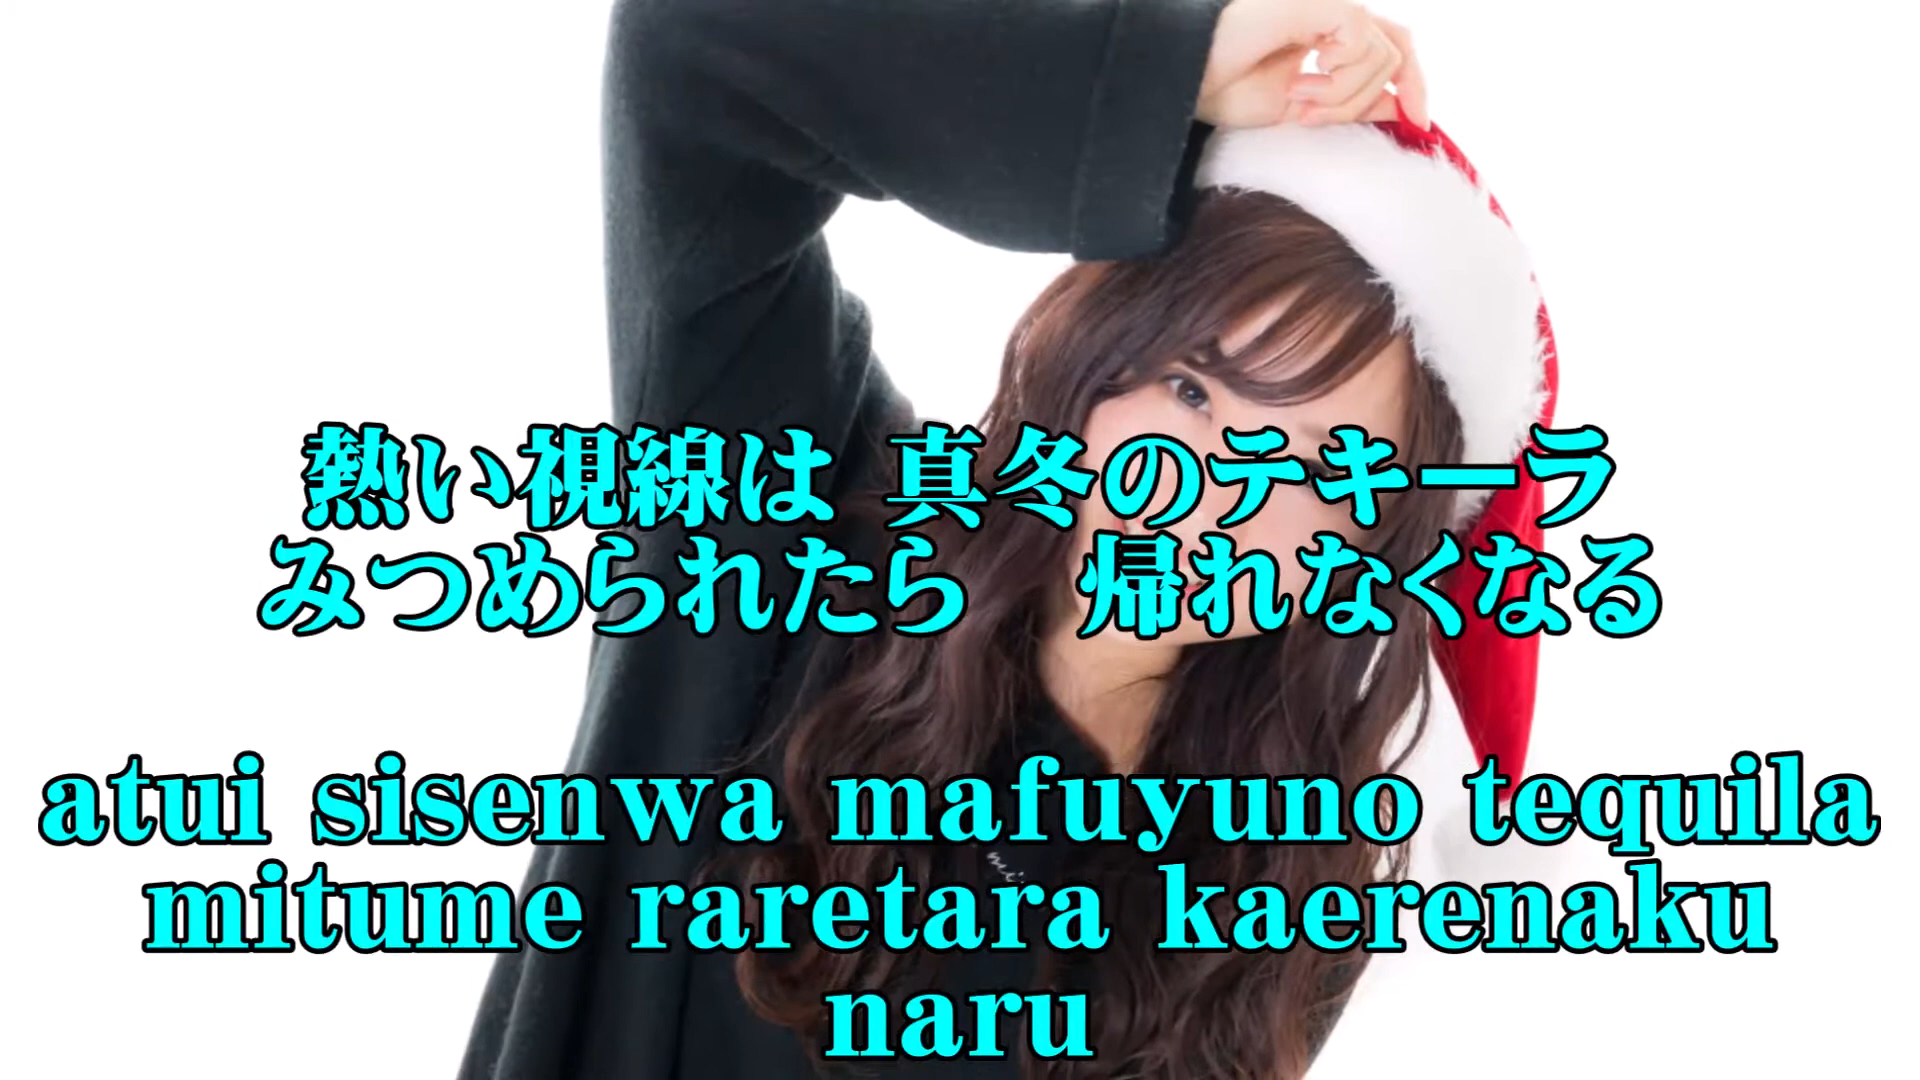 熱い視線は 真冬のテキーラ
みつめられたら　帰れなくなる
atui sisenwa mafuyuno tequila
mitume raretara kaerenaku
naru